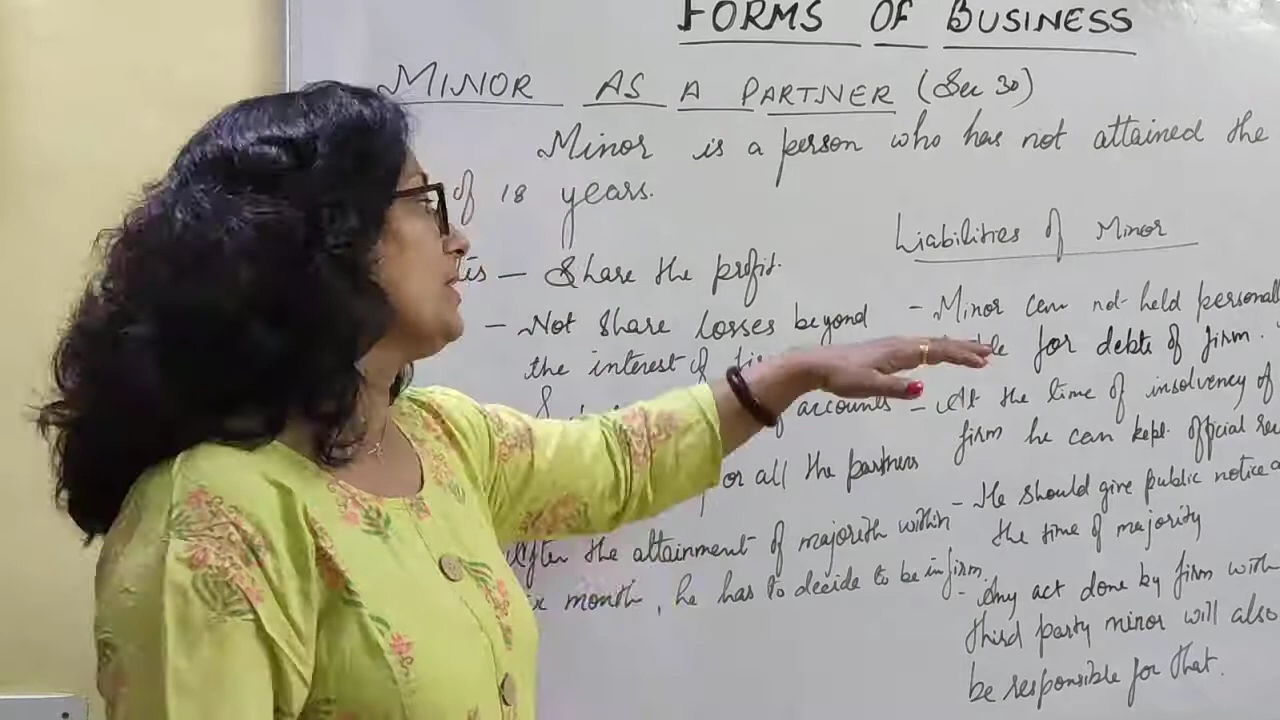 FORMS OF BUSINESS
MINOR AS A PARTNER (Sec 30)
Minor is a person who has not attained the
of 18 years.
Share the profit.
- Not Share losses beyond
the interest of
accounts
for all the partners
After the attainment of majorith within
month, he has to decide to be in firm.
Liabilities of Minor
- Minor can not held personall
for debts of firm.
- At the time of insolvency of
firm he can kept official
- He should give public notice
the time of majority
- Any act done by firm with
third party minor will also
be responsible for that.